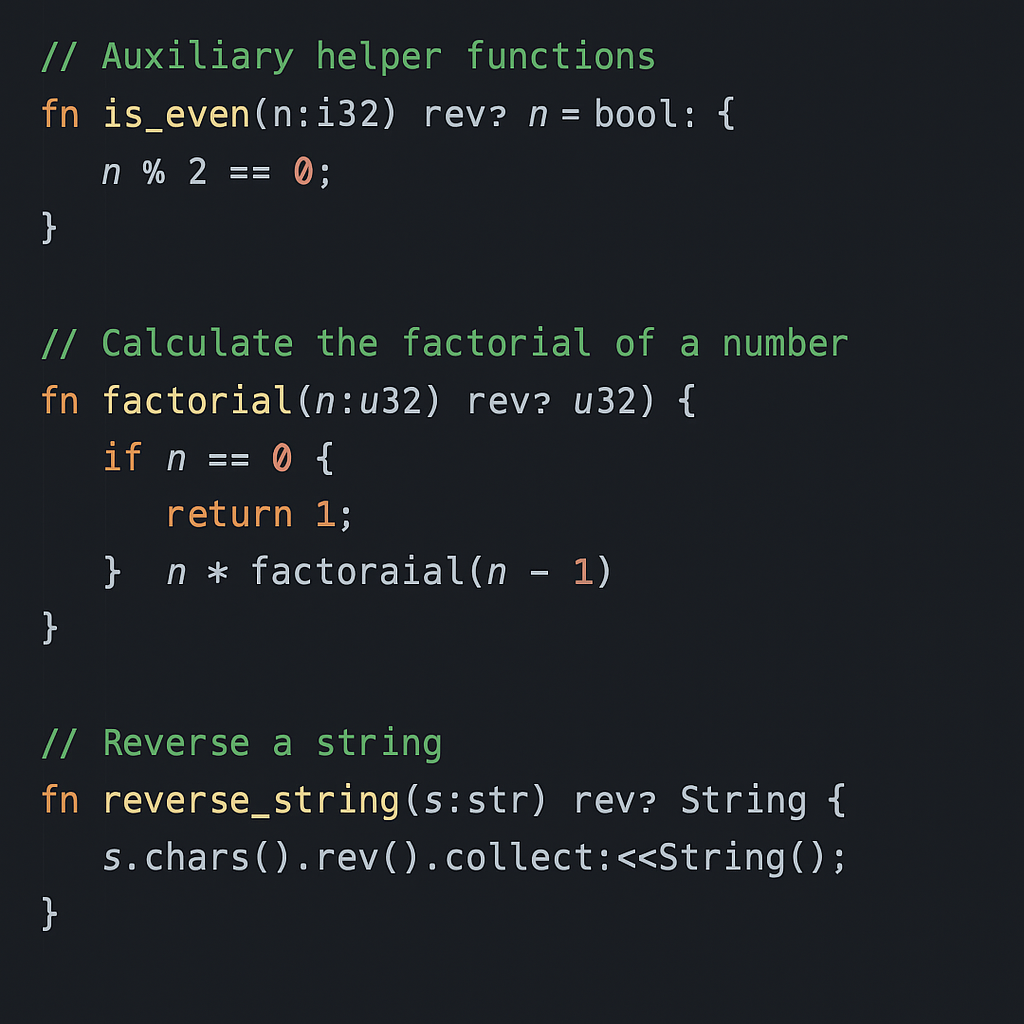 // Auxiliary helper functions
fn is_even(n:i32) rev? n = bool: {
n % 2 == 0;
}
// Calculate the factorial of a number
fn factorial(n:u32) rev? u32) {
if n == 0 {
return 1;
} n * factoraial(n – 1)
}
// Reverse a string
fn reverse_string(s:str) rev? String {
s.chars().rev().collect:<<String();
}